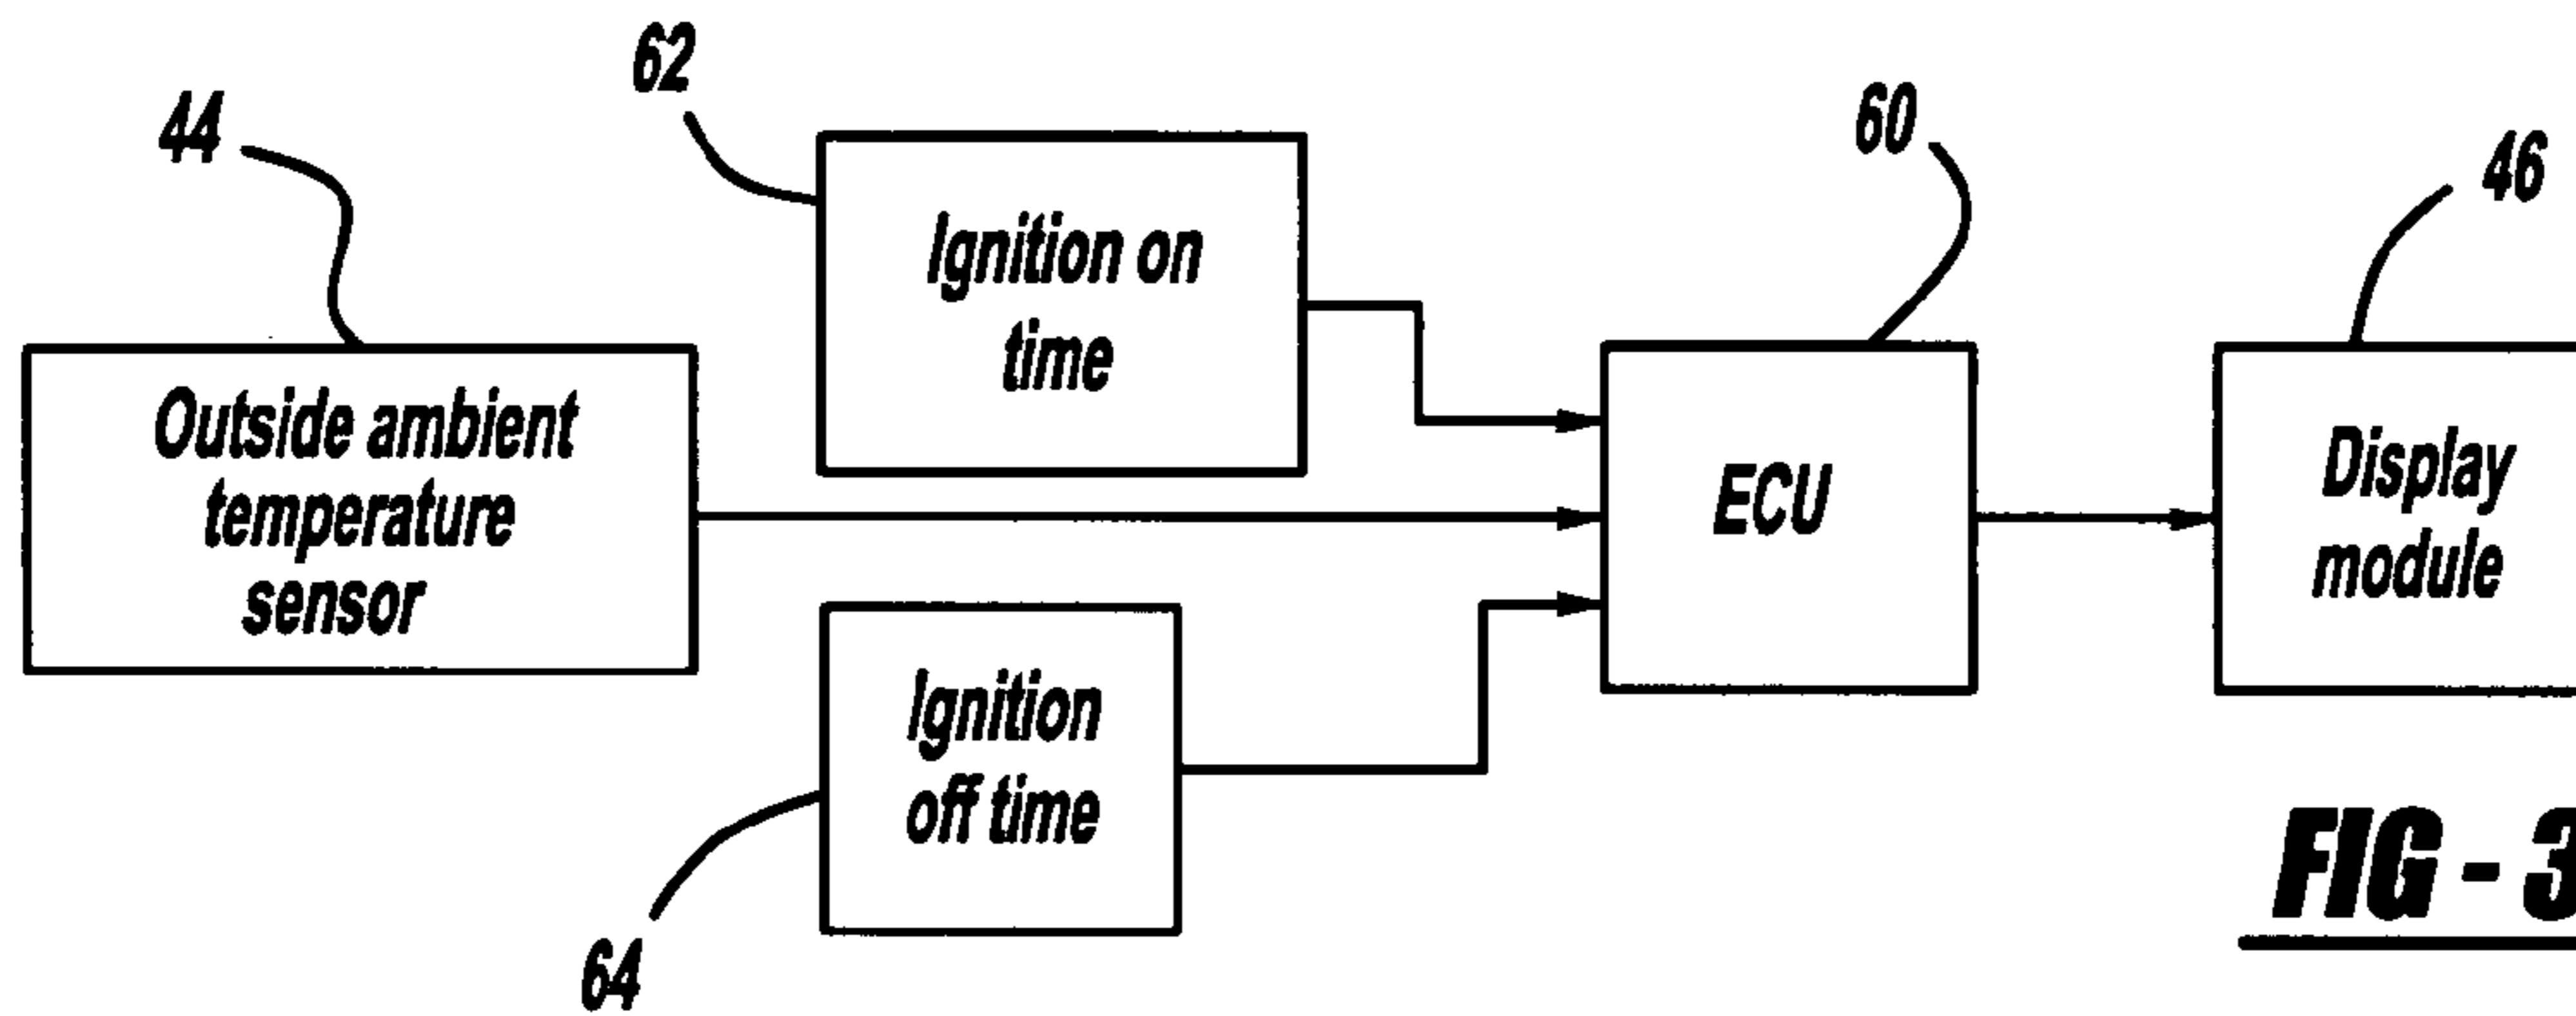 62
44
60
46
Ignition on
time
Outside ambient
temperature
sensor
ECU
Display
module
Ignition
off time
64
FIG - 3